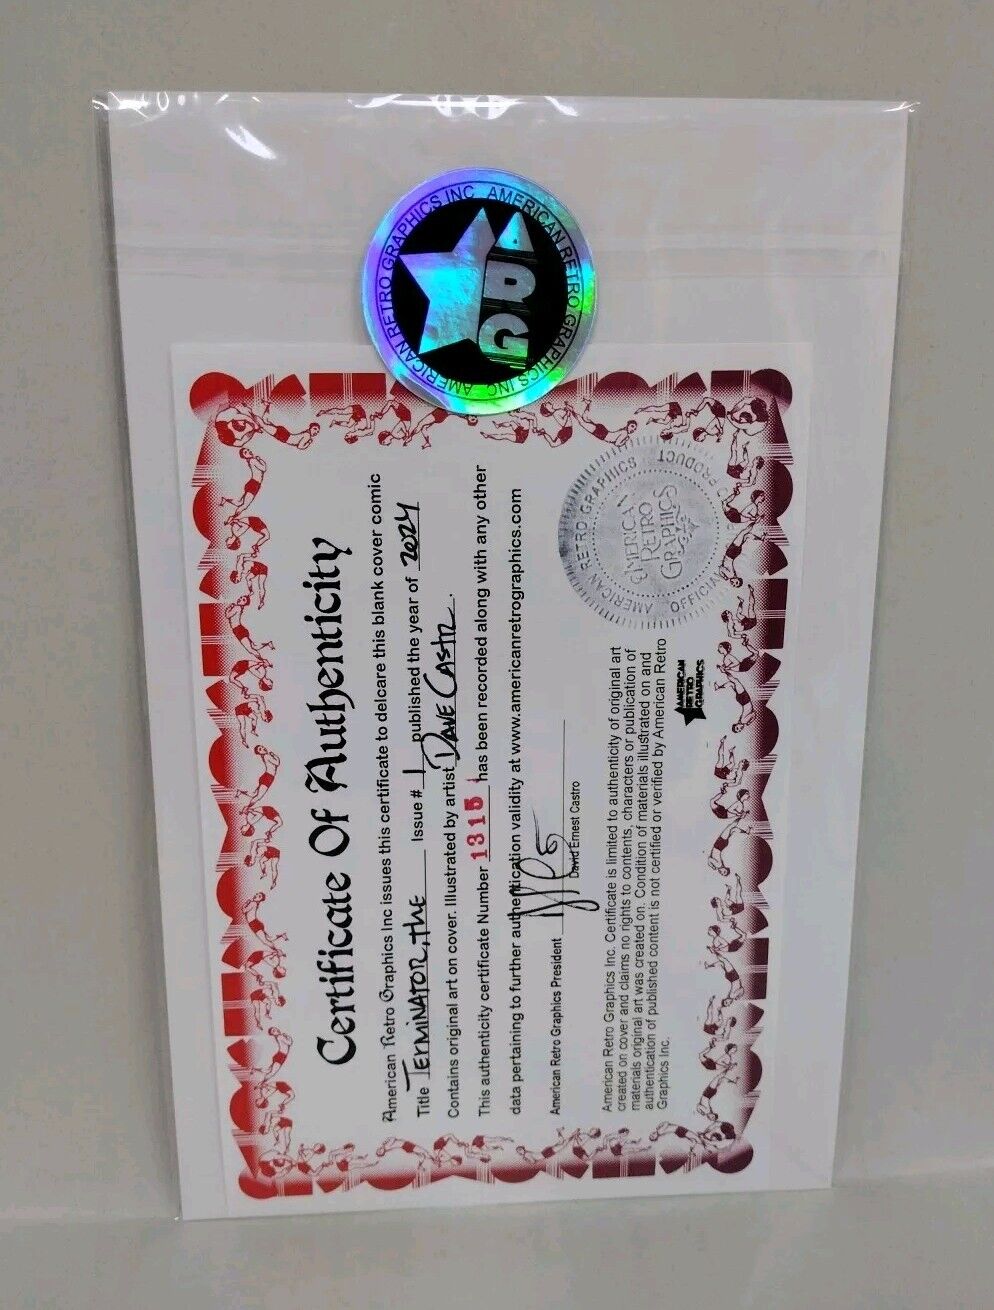 AMERICAN RETRO GRAPHICS INC AMERICAN RETRO GRAPHICS INC
ARG
Certificate Of Authenticity
American Retro Graphics Inc issues this certificate to delcare this blank cover comic
Title TERMINATOR, THE Issue # 1 published the year of 2024
Contains original art on cover. Illustrated by artist DAVE CASTR.
This authenticity certificate Number 1315 has been recorded along with any other
data pertaining to further authentication validity at www.americanretrographics.com
American Retro Graphics President
David Ernest Castro
American Retro Graphics Inc. Certificate is limited to authenticity of original art
created on cover and claims no rights to contents, characters or publication of
materials original art was created on. Condition of materials illustrated on and
authentication of published content is not certified or verified by American Retro
Graphics Inc.
AMERICAN
RETRO
GRAPHICS
AMERICAN RETRO GRAPHICS
OFFICIAL PRODUCT
AMERICAN
RETRO
GRAPHICS